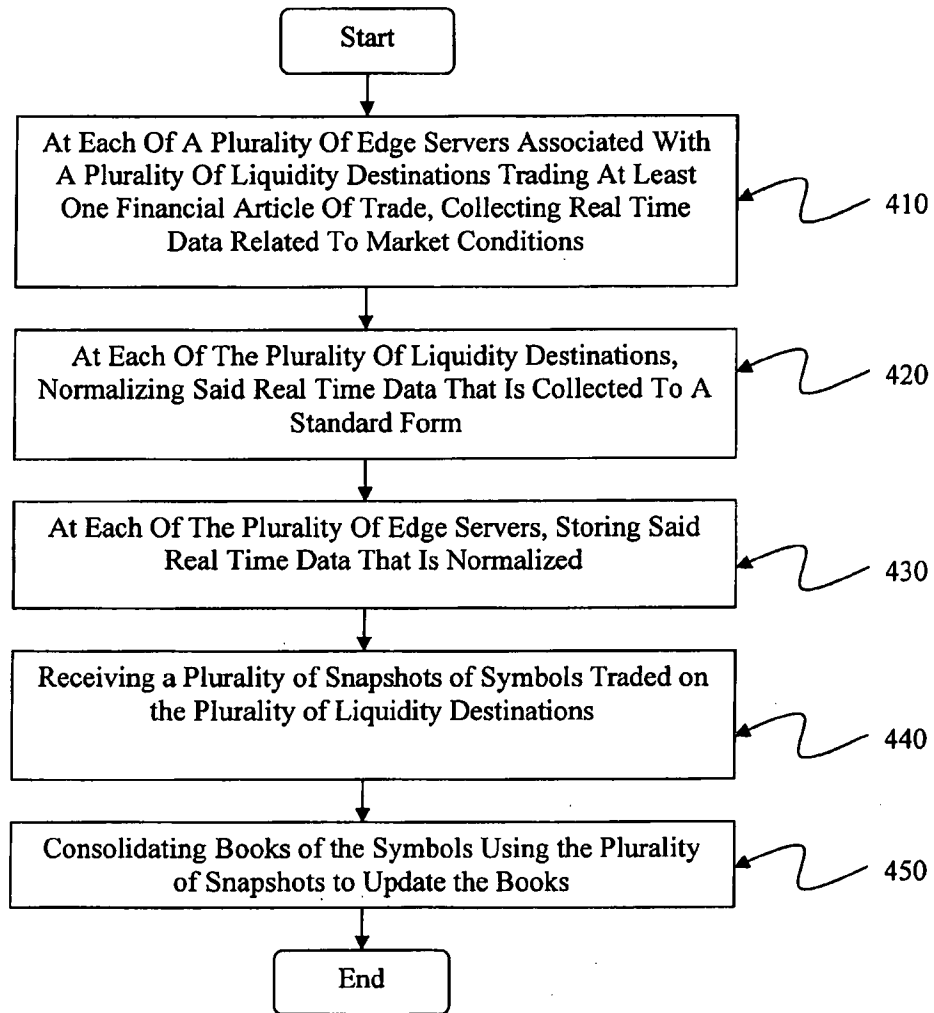 Start
At Each Of A Plurality Of Edge Servers Associated With
A Plurality Of Liquidity Destinations Trading At Least
One Financial Article Of Trade, Collecting Real Time
Data Related To Market Conditions
410
At Each Of The Plurality Of Liquidity Destinations,
Normalizing Said Real Time Data That Is Collected To A
Standard Form
420
At Each Of The Plurality Of Edge Servers, Storing Said
Real Time Data That Is Normalized
430
Receiving a Plurality of Snapshots of Symbols Traded on
the Plurality of Liquidity Destinations
440
Consolidating Books of the Symbols Using the Plurality
of Snapshots to Update the Books
450
End